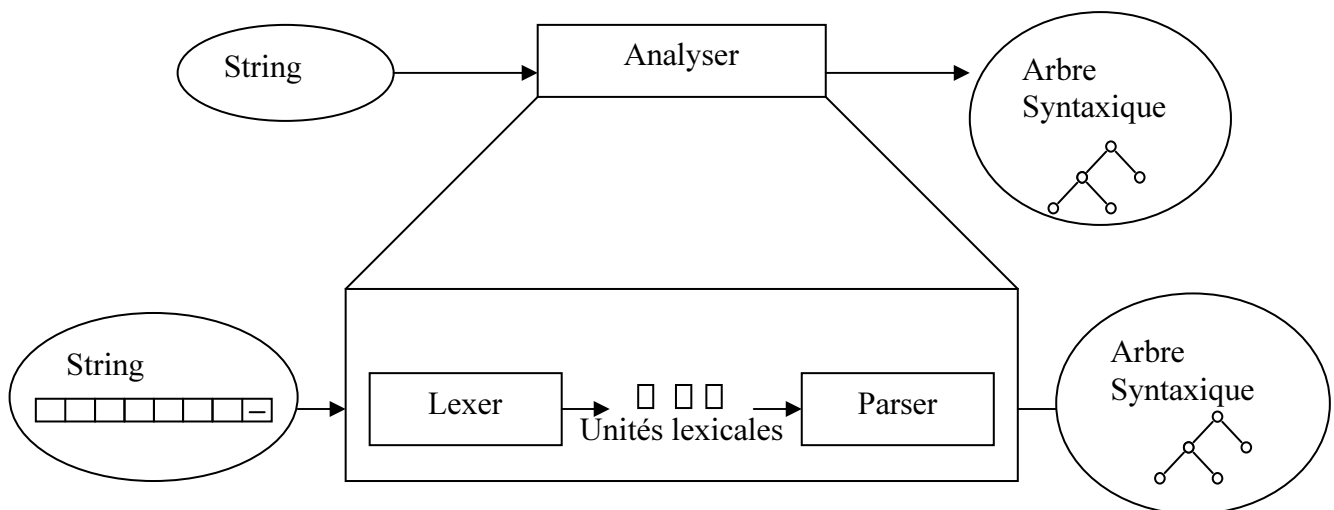 String
Analyser
Arbre
Syntaxique
String
Lexer
Unités lexicales
Parser
Arbre
Syntaxique